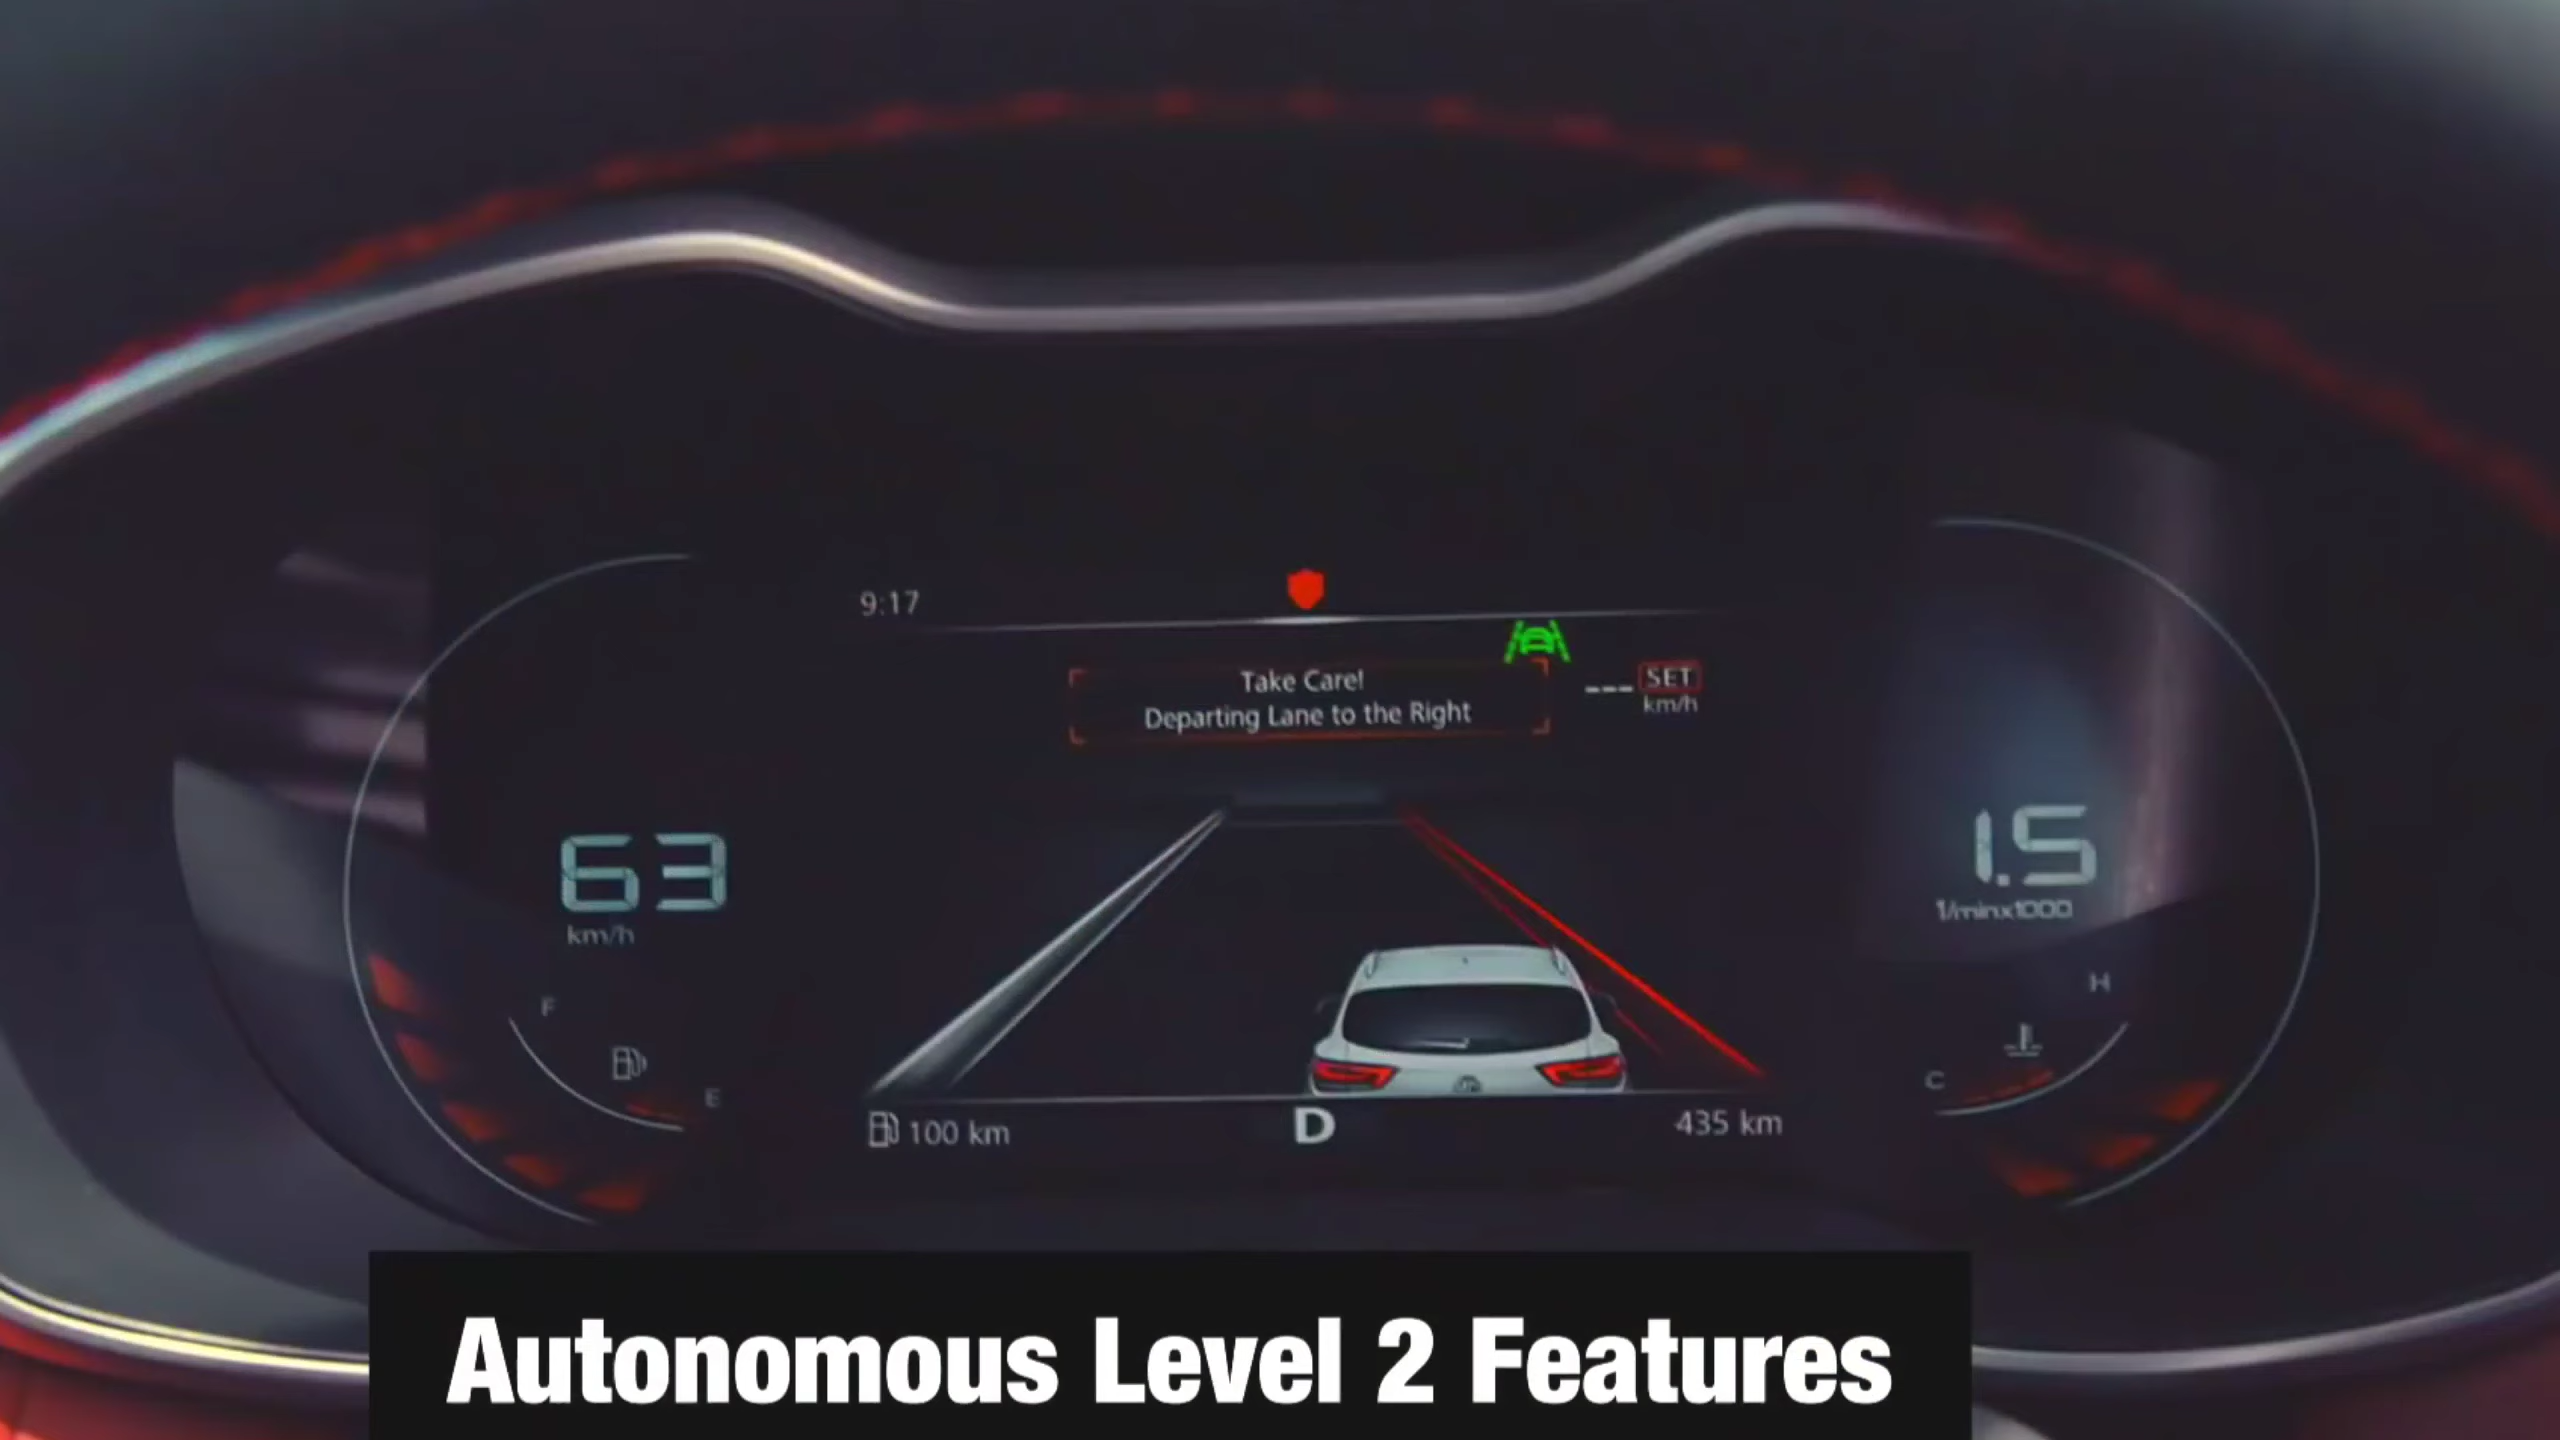 9:17
Take Care!
Departing Lane to the Right
--- SET
km/h
63
km/h
1.5
1/minx1000
F
E
H
C
100 km
D
435 km
Autonomous Level 2 Features